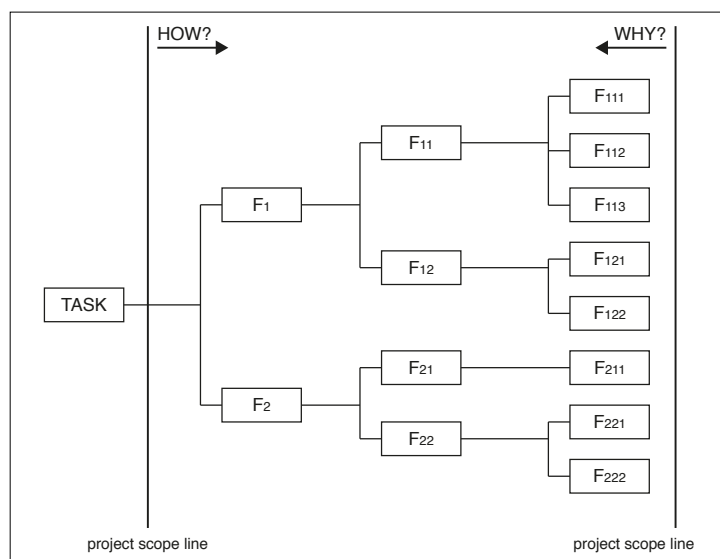 HOW?
WHY?
F111
F11
F112
F1
F113
F12
F121
TASK
F122
F21
F211
F2
F221
F22
F222
project scope line
project scope line